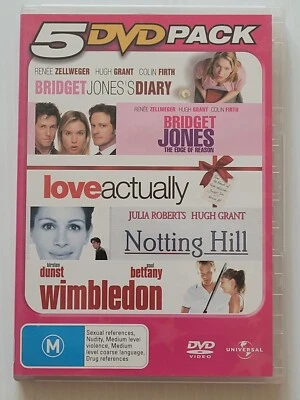 5 DVD PACK
RENÉE ZELLWEGER HUGH GRANT COLIN FIRTH
BRIDGET JONES'S DIARY
RENÉE ZELLWEGER HUGH GRANT COLIN FIRTH
BRIDGET
JONES
THE EDGE OF REASON
love actually
JULIA ROBERTS HUGH GRANT
Notting Hill
kirsten dunst
paul bettany
wimbledon
M
Sexual references,
Nudity, Medium level
violence, Medium
level coarse language,
Drug references
DVD
VIDEO
UNIVERSAL